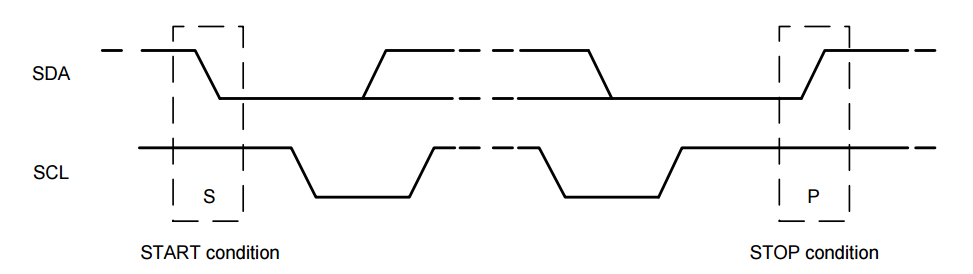 SDA
SCL
S
P
START condition
STOP condition